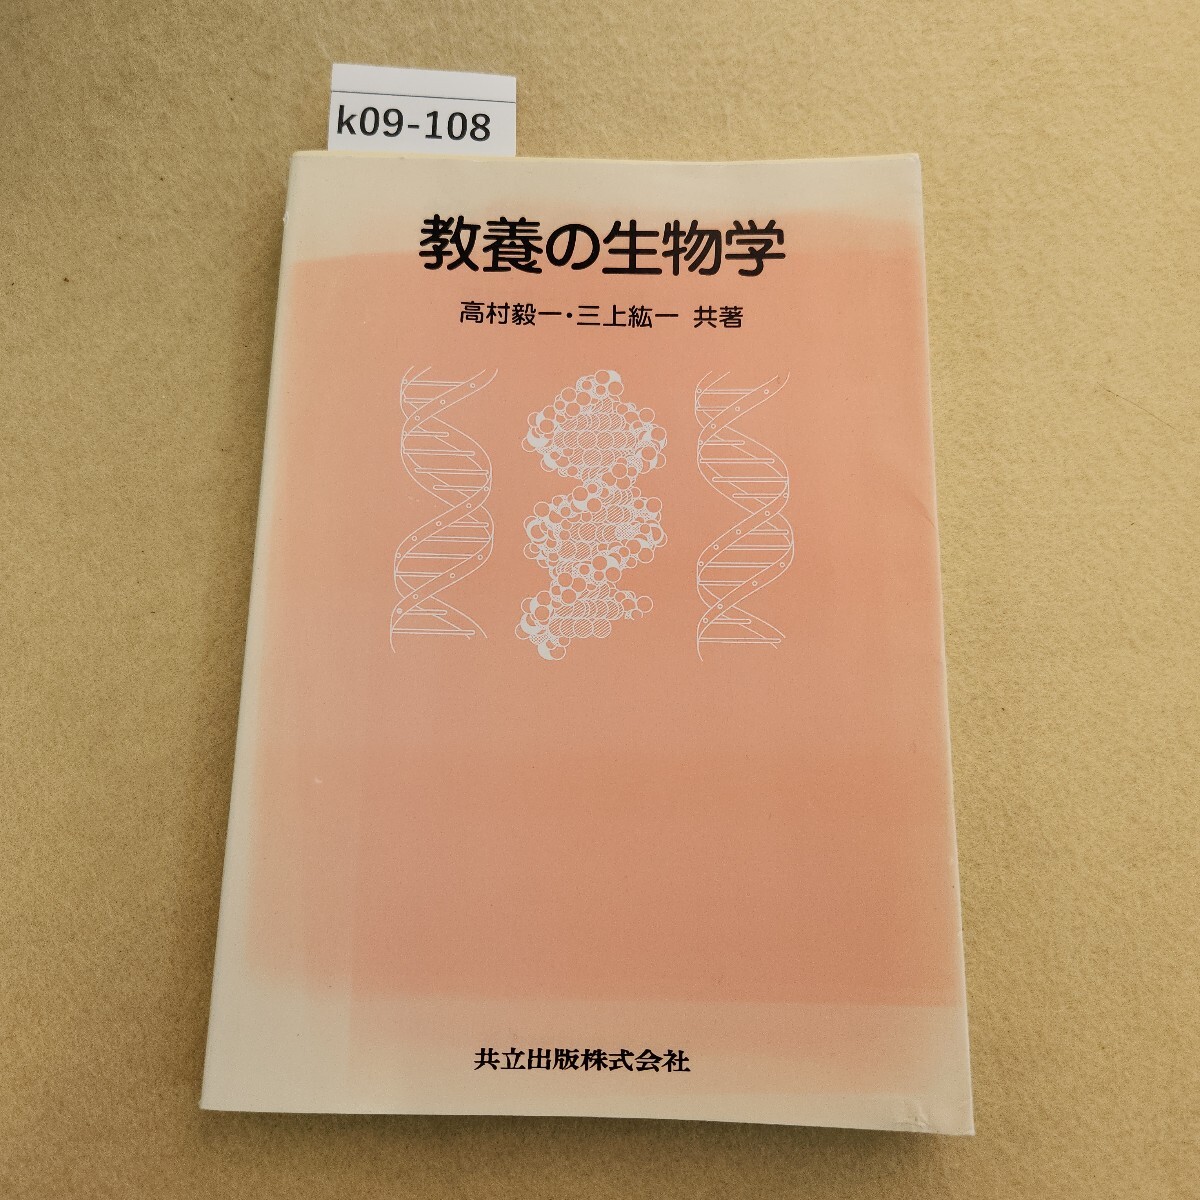 k09-108
教養の生物学
高村毅一・三上紘一 共著
共立出版株式会社